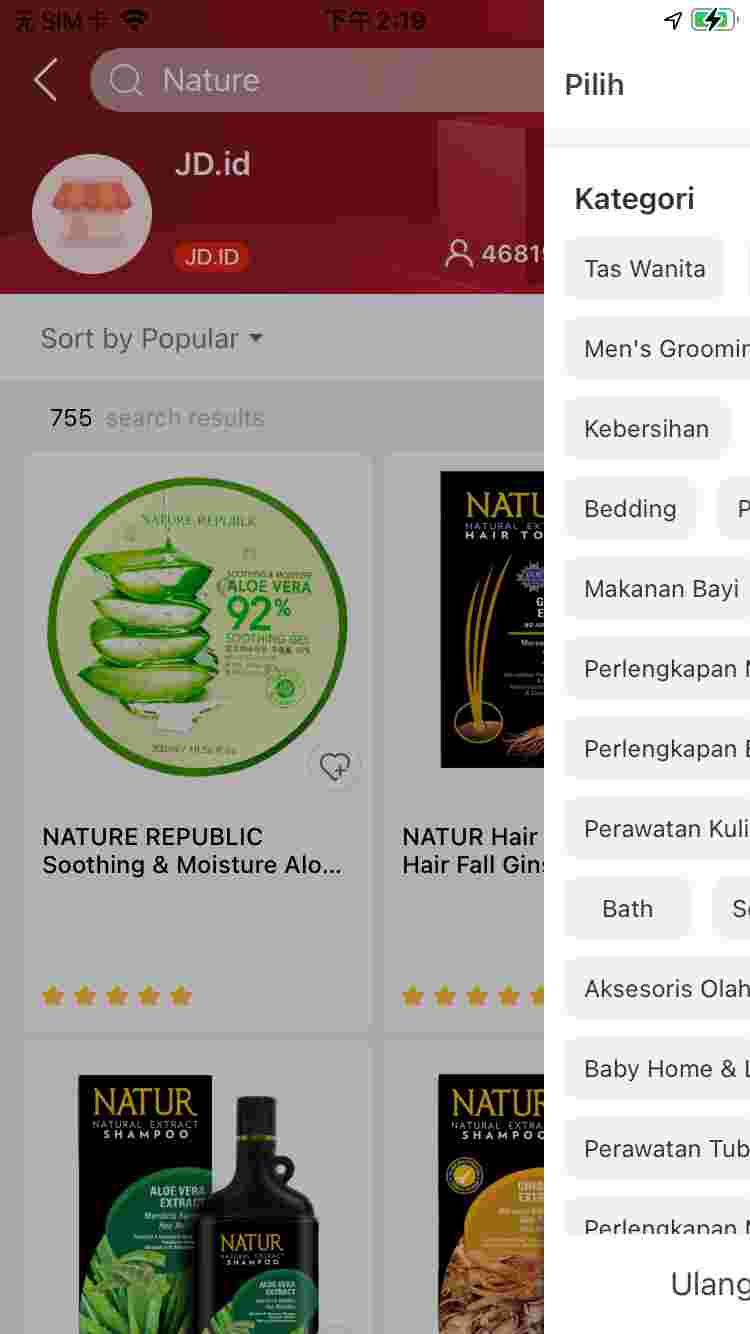 无 SIM 卡
下午 2:19
Nature
Pilih
JD.id
JD.ID
4681
Kategori
Tas Wanita
Men's Groomin
Kebersihan
Bedding
P
Makanan Bayi
Perlengkapan
Perlengkapan
Perawatan Kuli
Bath
Se
Aksesoris Olah
Baby Home & L
Perawatan Tub
Perlengkapan
Ulang
Sort by Popular
755 search results
NATURE REPUBLIC
SOOTHING & MOISTURE
ALOE VERA
92%
SOOTHING GEL
NATU
NATURAL EX
HAIR TO
NATURE REPUBLIC
Soothing & Moisture Alo...
NATUR Hair
Hair Fall Gins
NATUR
NATURAL EXTRACT
SHAMPOO
ALOE VERA
EXTRACT
NATUR
NATURAL EXTRACT
SHAMPOO
ALOE VERA
EXTRACT
NATUR
NATURAL EXTRA
SHAMPOO